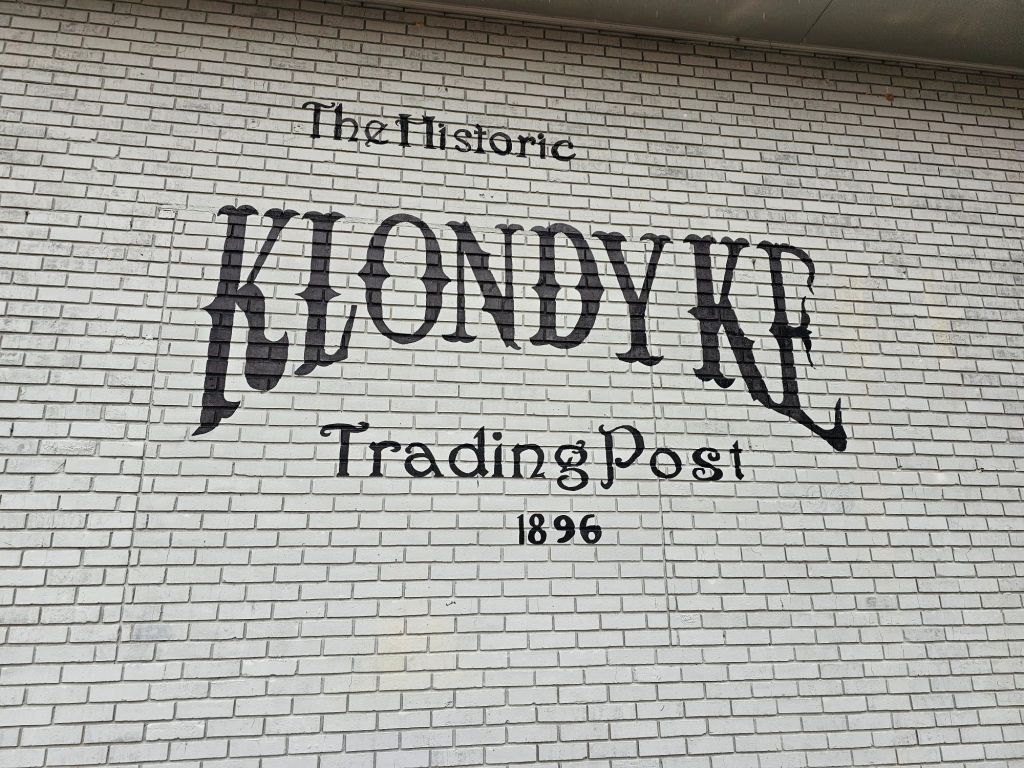 The Historic
KLONDYKE
Trading Post
1896